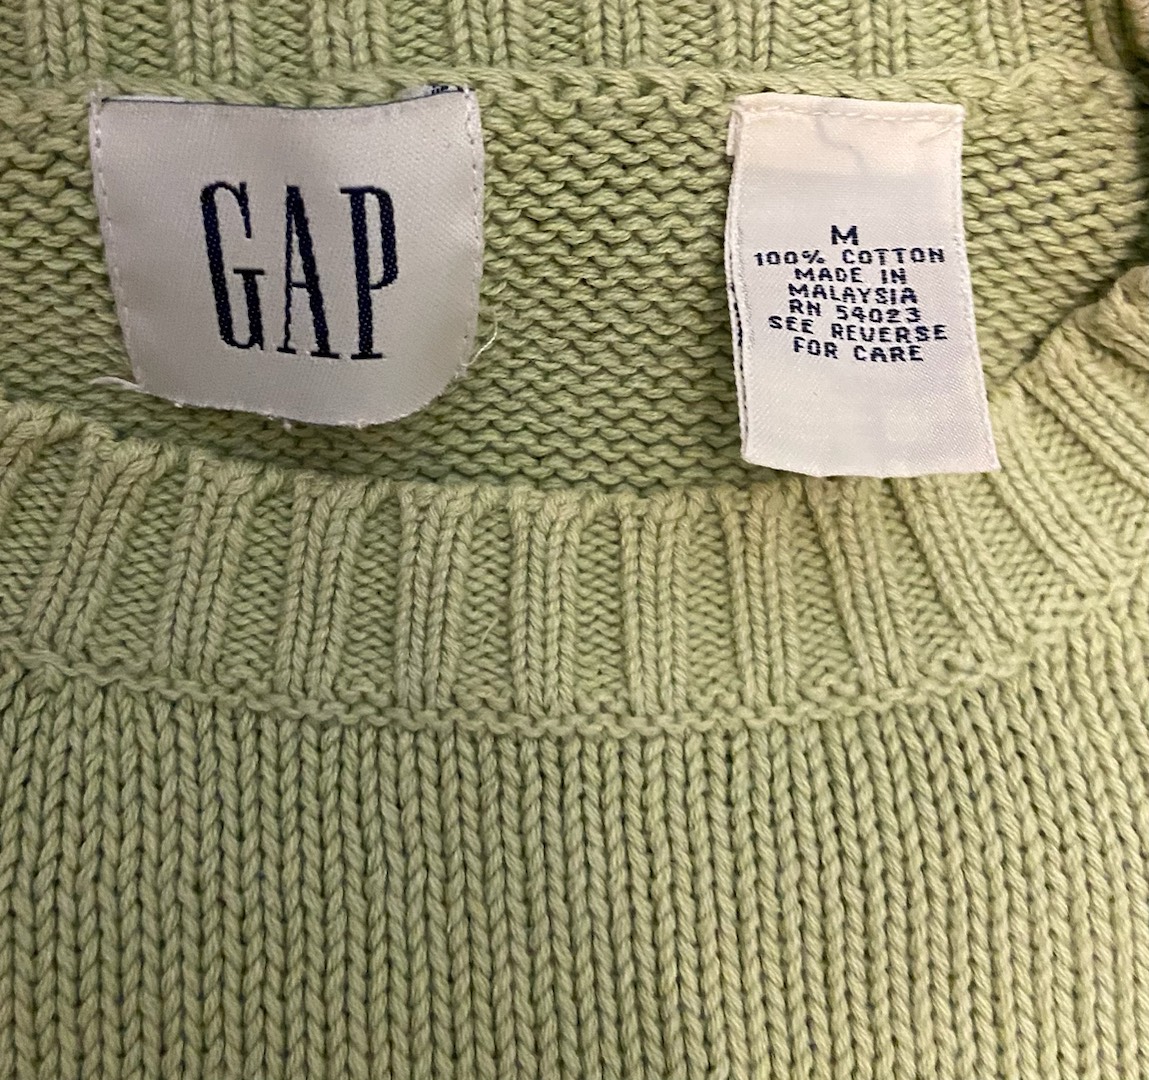 GAP
M
100% COTTON
MADE IN
MALAYSIA
RN 54023
SEE REVERSE
FOR CARE